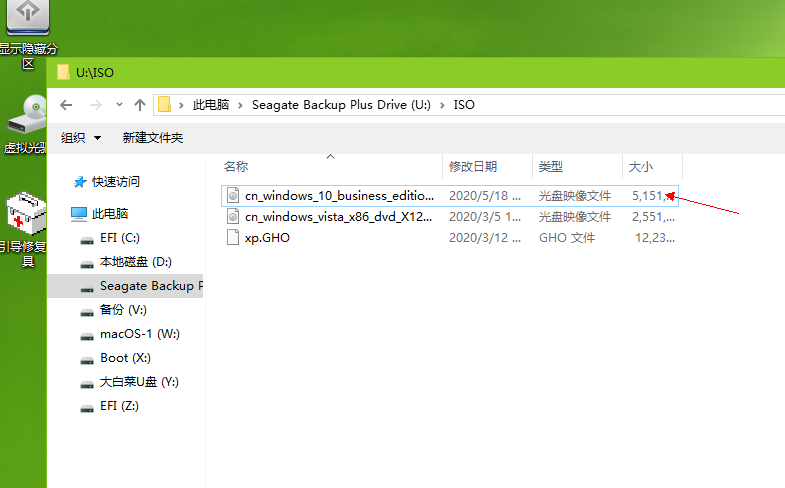 显示隐藏分
区
U:\ISO
此电脑 Seagate Backup Plus Drive (U:) ISO
组织 新建文件夹
虚拟光驱
名称 修改日期 类型 大小
快速访问
cn_windows_10_business_editio... 2020/5/18 ... 光盘映像文件 5,151,...
此电脑
cn_windows_vista_x86_dvd_X12... 2020/3/5 1... 光盘映像文件 2,551,...
EFI (C:)
xp.GHO 2020/3/12 ... GHO 文件 12,23...
引导修复
具
本地磁盘 (D:)
Seagate Backup P
备份 (V:)
macOS-1 (W:)
Boot (X:)
大白菜U盘 (Y:)
EFI (Z:)